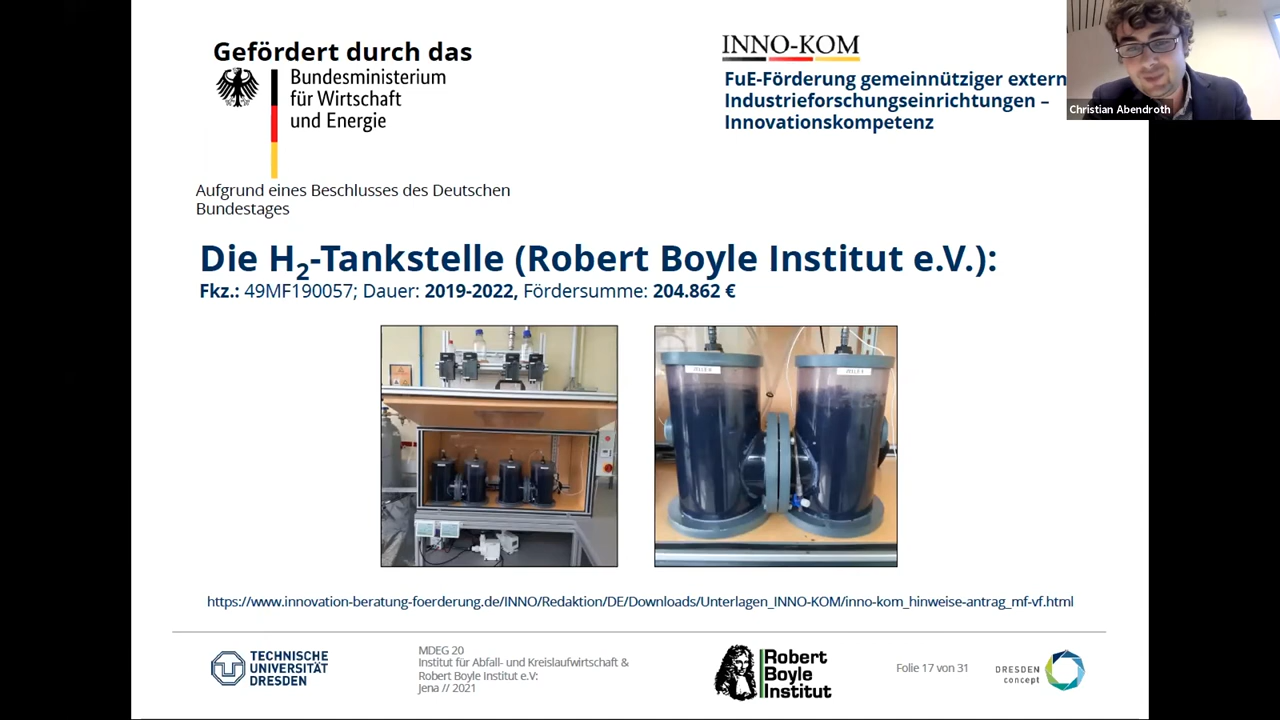 Gefördert durch das
Bundesministerium
für Wirtschaft
und Energie
Aufgrund eines Beschlusses des Deutschen
Bundestages
INNO-KOM
FuE-Förderung gemeinnütziger extern
Industrieforschungseinrichtungen –
Innovationskompetenz
Christian Abendroth
Die H₂-Tankstelle (Robert Boyle Institut e.V.):
Fkz.: 49MF190057; Dauer: 2019-2022, Fördersumme: 204.862 €
https://www.innovation-beratung-foerderung.de/INNO/Redaktion/DE/Downloads/Unterlagen_INNO-KOM/inno-kom_hinweise-antrag_mf-vf.html
TECHNISCHE
UNIVERSITÄT
DRESDEN
MDEG 20
Institut für Abfall- und Kreislaufwirtschaft &
Robert Boyle Institut e.V:
Jena // 2021
Robert
Boyle
Institut
Folie 17 von 31
DRESDEN
concept